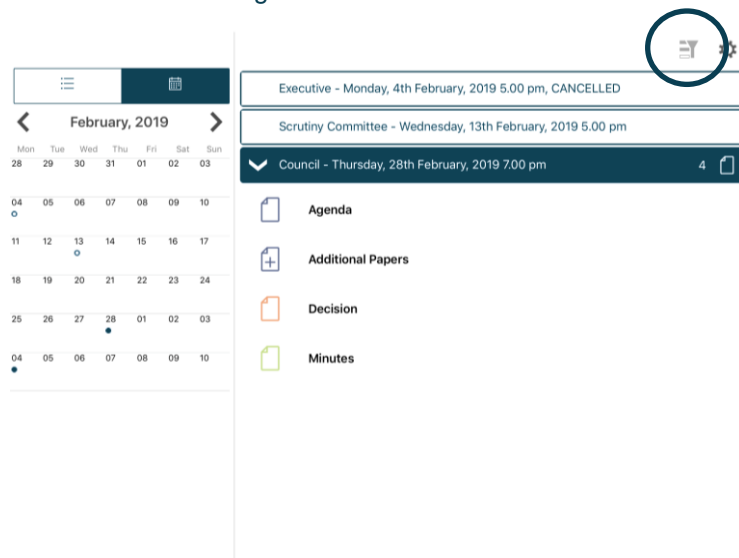 February, 2019
Mon Tue Wed Thu Fri Sat Sun
28 29 30 31 01 02 03
04 05 06 07 08 09 10
11 12 13 14 15 16 17
18 19 20 21 22 23 24
25 26 27 28 01 02 03
04 05 06 07 08 09 10
Executive - Monday, 4th February, 2019 5.00 pm, CANCELLED
Scrutiny Committee - Wednesday, 13th February, 2019 5.00 pm
Council - Thursday, 28th February, 2019 7.00 pm 4
Agenda
Additional Papers
Decision
Minutes